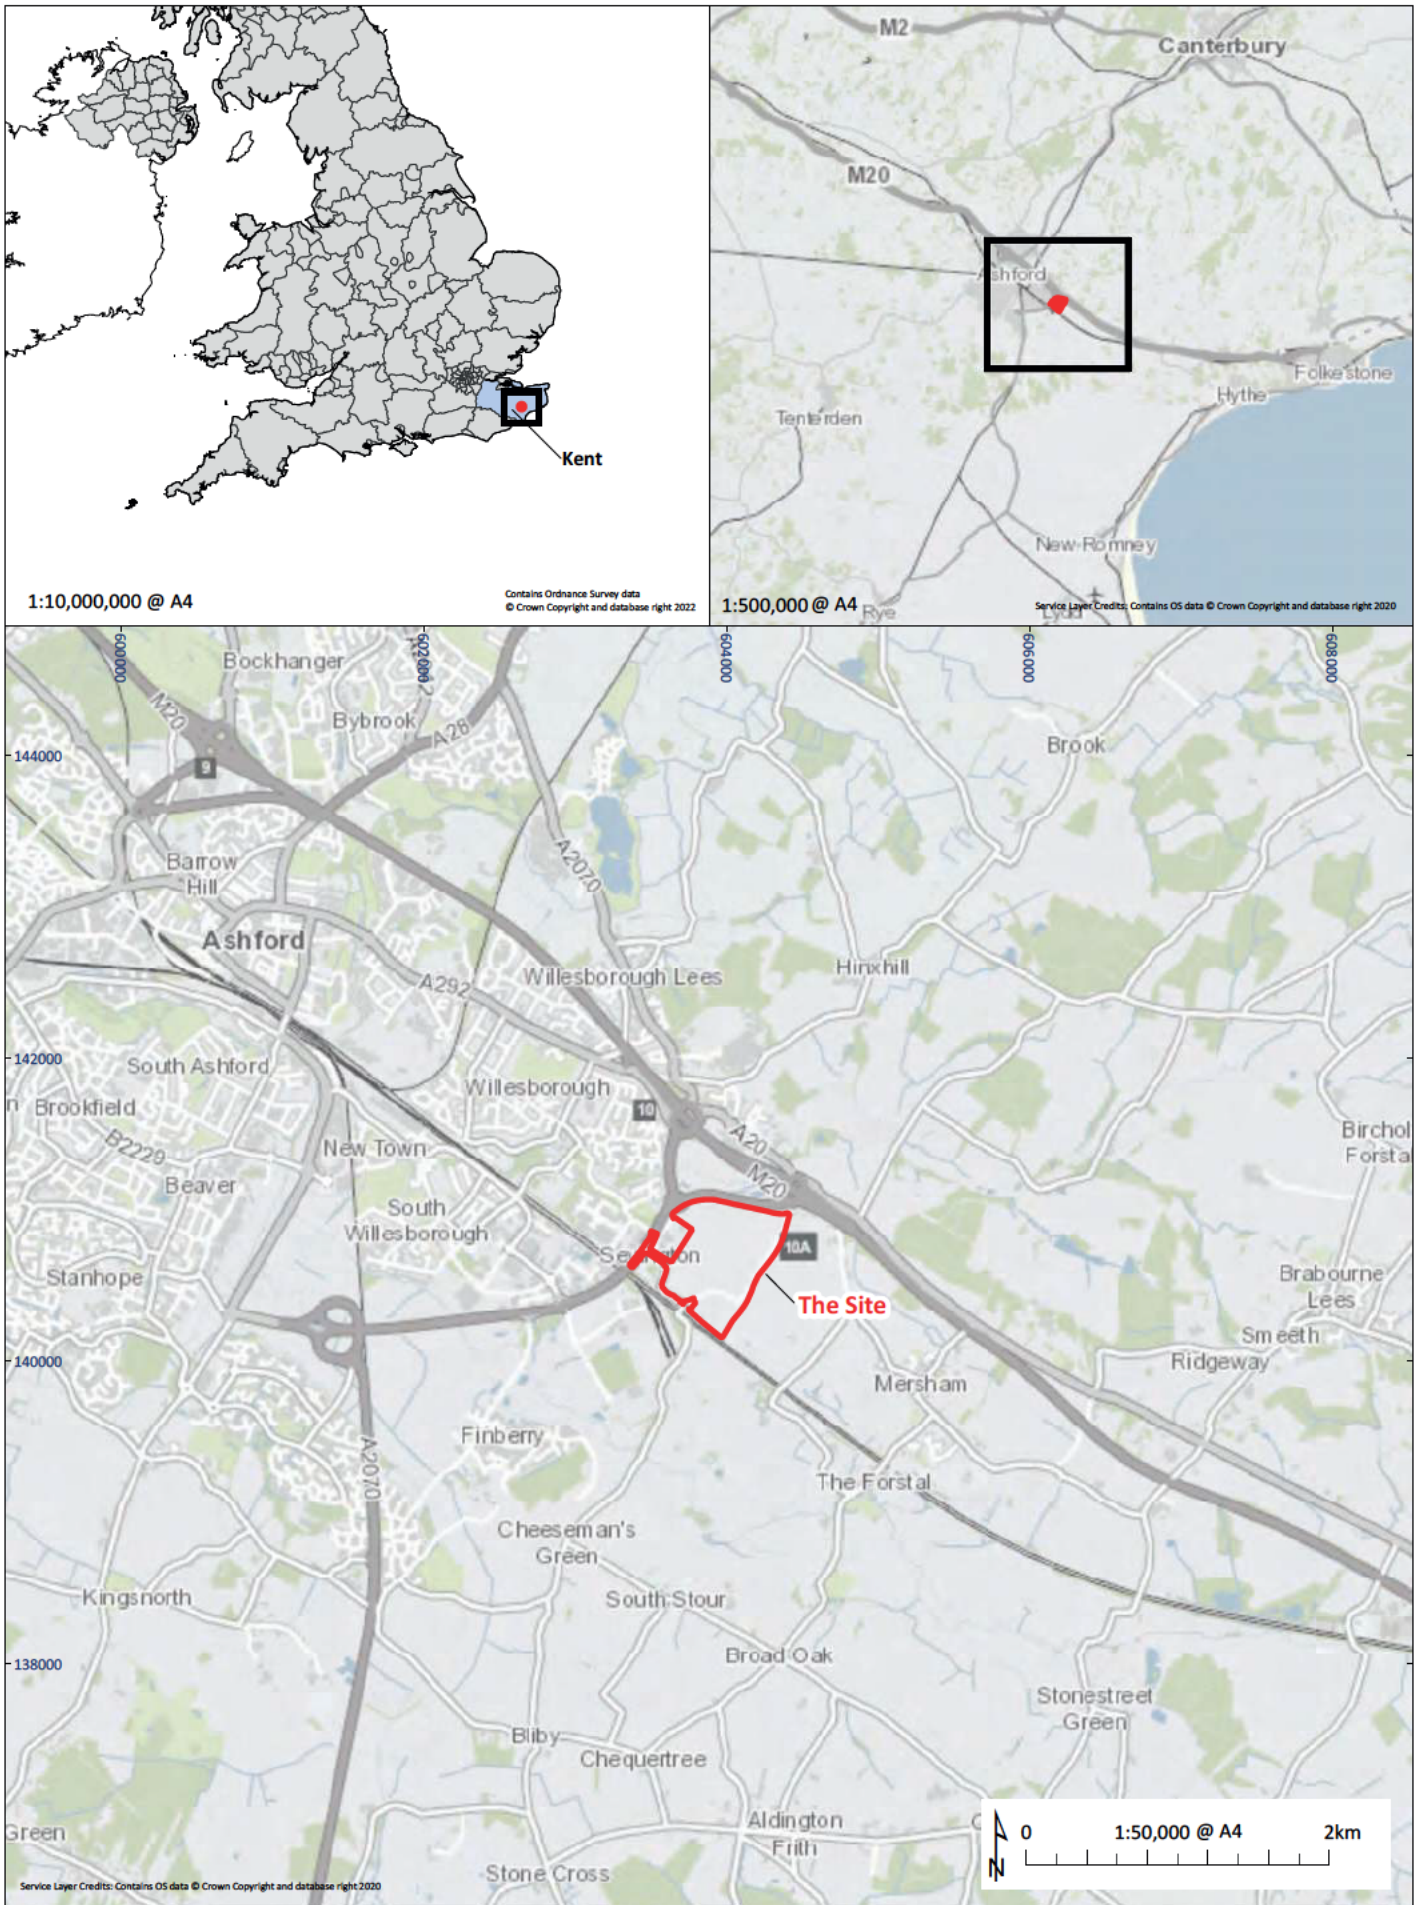 Kent
1:10,000,000 @ A4
Contains Ordnance Survey data
© Crown Copyright and database right 2022
M2
Canterbury
M20
Ashford
Folkestone
Hythe
Tenterden
New Romney
Rye
Lydd
1:500,000 @ A4
Service Layer Credits: Contains OS data © Crown Copyright and database right 2020
600000
602000
604000
606000
608000
Bockhanger
M20
Bybrook
A28
Brook
144000
9
A2070
Barrow
Hill
Ashford
A292
Willesborough Lees
Hinxhill
142000
South Ashford
Willesborough
Brookfield
10
A20
B2229
New Town
M20
Birchol
Forstal
Beaver
South
Willesborough
10A
Stanhope
The Site
Brabourne
Lees
Smeeth
140000
Ridgeway
Mersham
Finberry
A2070
The Forstal
Cheeseman's
Green
Kingsnorth
South Stour
138000
Broad Oak
Stonestreet
Green
Bliby
Chequertree
Green
Aldington
Frith
Stone Cross
0 1:50,000 @ A4 2km
N
Service Layer Credits: Contains OS data © Crown Copyright and database right 2020